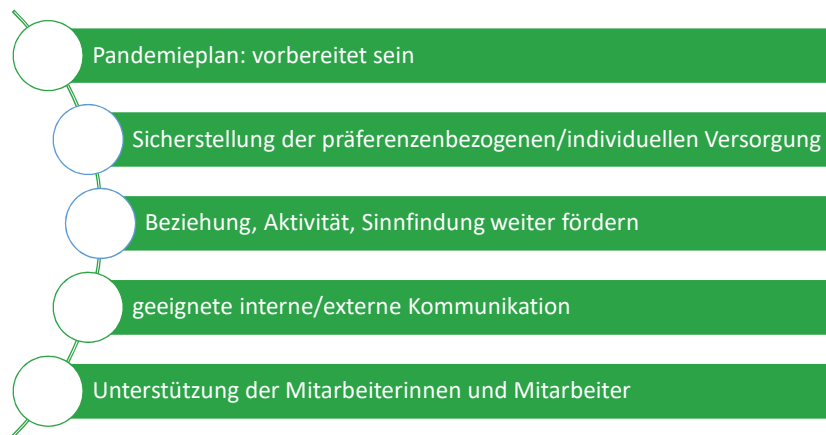 Pandemieplan: vorbereitet sein
Sicherstellung der präferenzenbezogenen/individuellen Versorgung
Beziehung, Aktivität, Sinnfindung weiter fördern
geeignete interne/externe Kommunikation
Unterstützung der Mitarbeiterinnen und Mitarbeiter